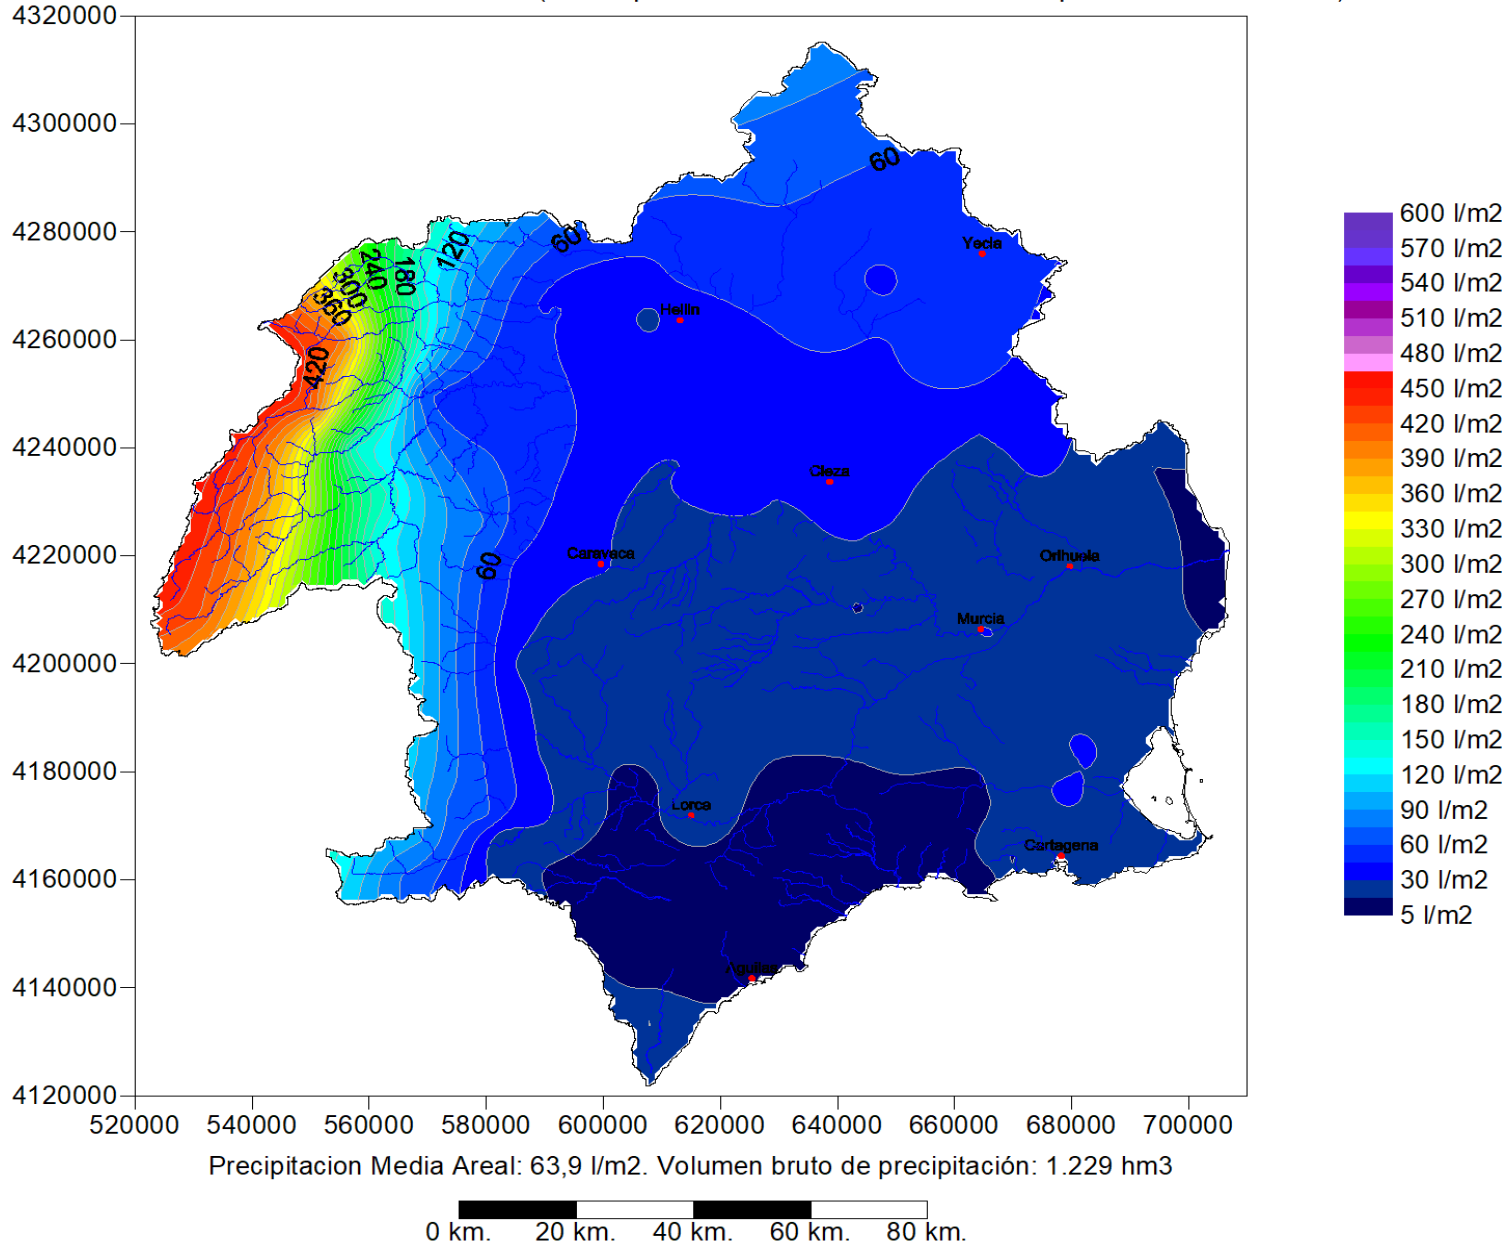 4320000
4300000
4280000
4260000
4240000
4220000
4200000
4180000
4160000
4140000
4120000
520000 540000 560000 580000 600000 620000 640000 660000 680000 700000
60
60
120
180
240
300
360
420
60
Yecla
Hellin
Cieza
Caravaca
Orihuela
Murcia
Lorca
Cartagena
Aguilas
600 l/m2
570 l/m2
540 l/m2
510 l/m2
480 l/m2
450 l/m2
420 l/m2
390 l/m2
360 l/m2
330 l/m2
300 l/m2
270 l/m2
240 l/m2
210 l/m2
180 l/m2
150 l/m2
120 l/m2
90 l/m2
60 l/m2
30 l/m2
5 l/m2
Precipitacion Media Areal: 63,9 l/m2. Volumen bruto de precipitación: 1.229 hm3
0 km. 20 km. 40 km. 60 km. 80 km.